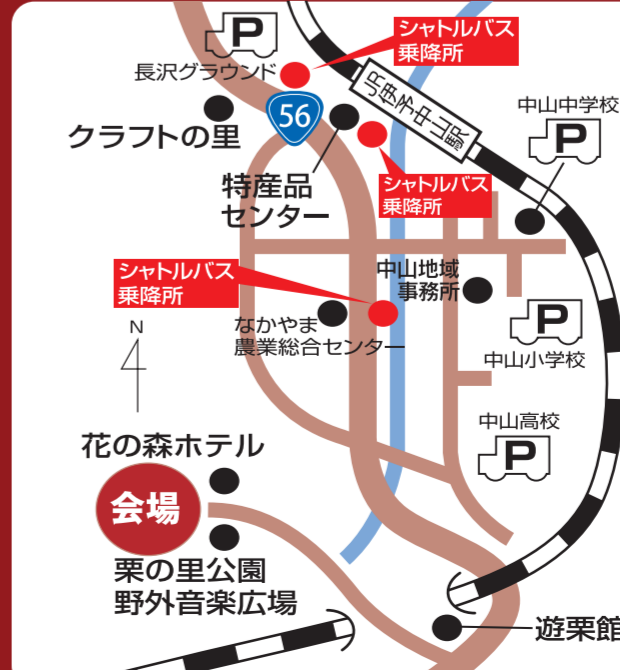 P
シャトルバス
乗降所
長沢グラウンド
56
JR伊予中山駅
中山中学校
P
クラフトの里
特産品
センター
シャトルバス
乗降所
シャトルバス
乗降所
中山地域
事務所
なかやま
農業総合センター
P
中山小学校
N
中山高校
P
花の森ホテル
会場
栗の里公園
野外音楽広場
遊栗館